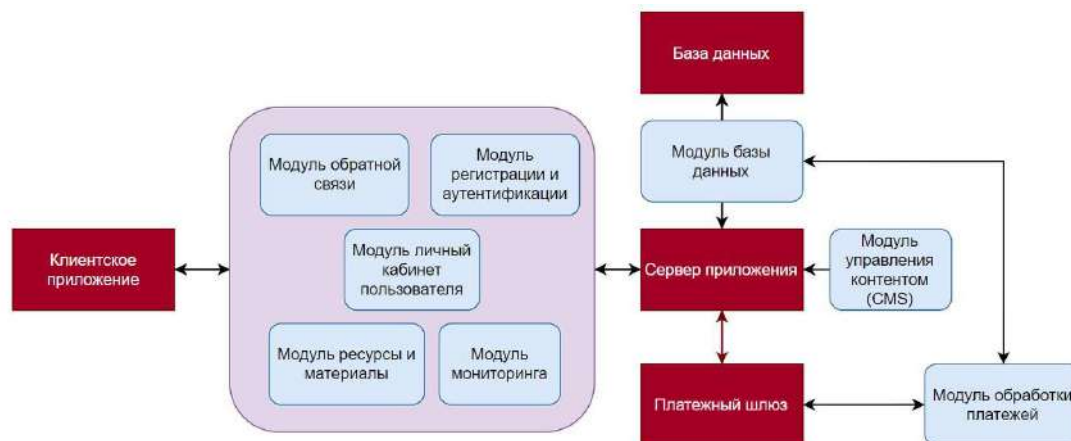 База данных
Модуль базы
данных
Модуль обратной
связи
Модуль
регистрации и
аутентификации
Клиентское
приложение
Модуль личный
кабинет
пользователя
Сервер приложения
Модуль
управления
контентом
(CMS)
Модуль ресурсы и
материалы
Модуль
мониторинга
Платежный шлюз
Модуль обработки
платежей